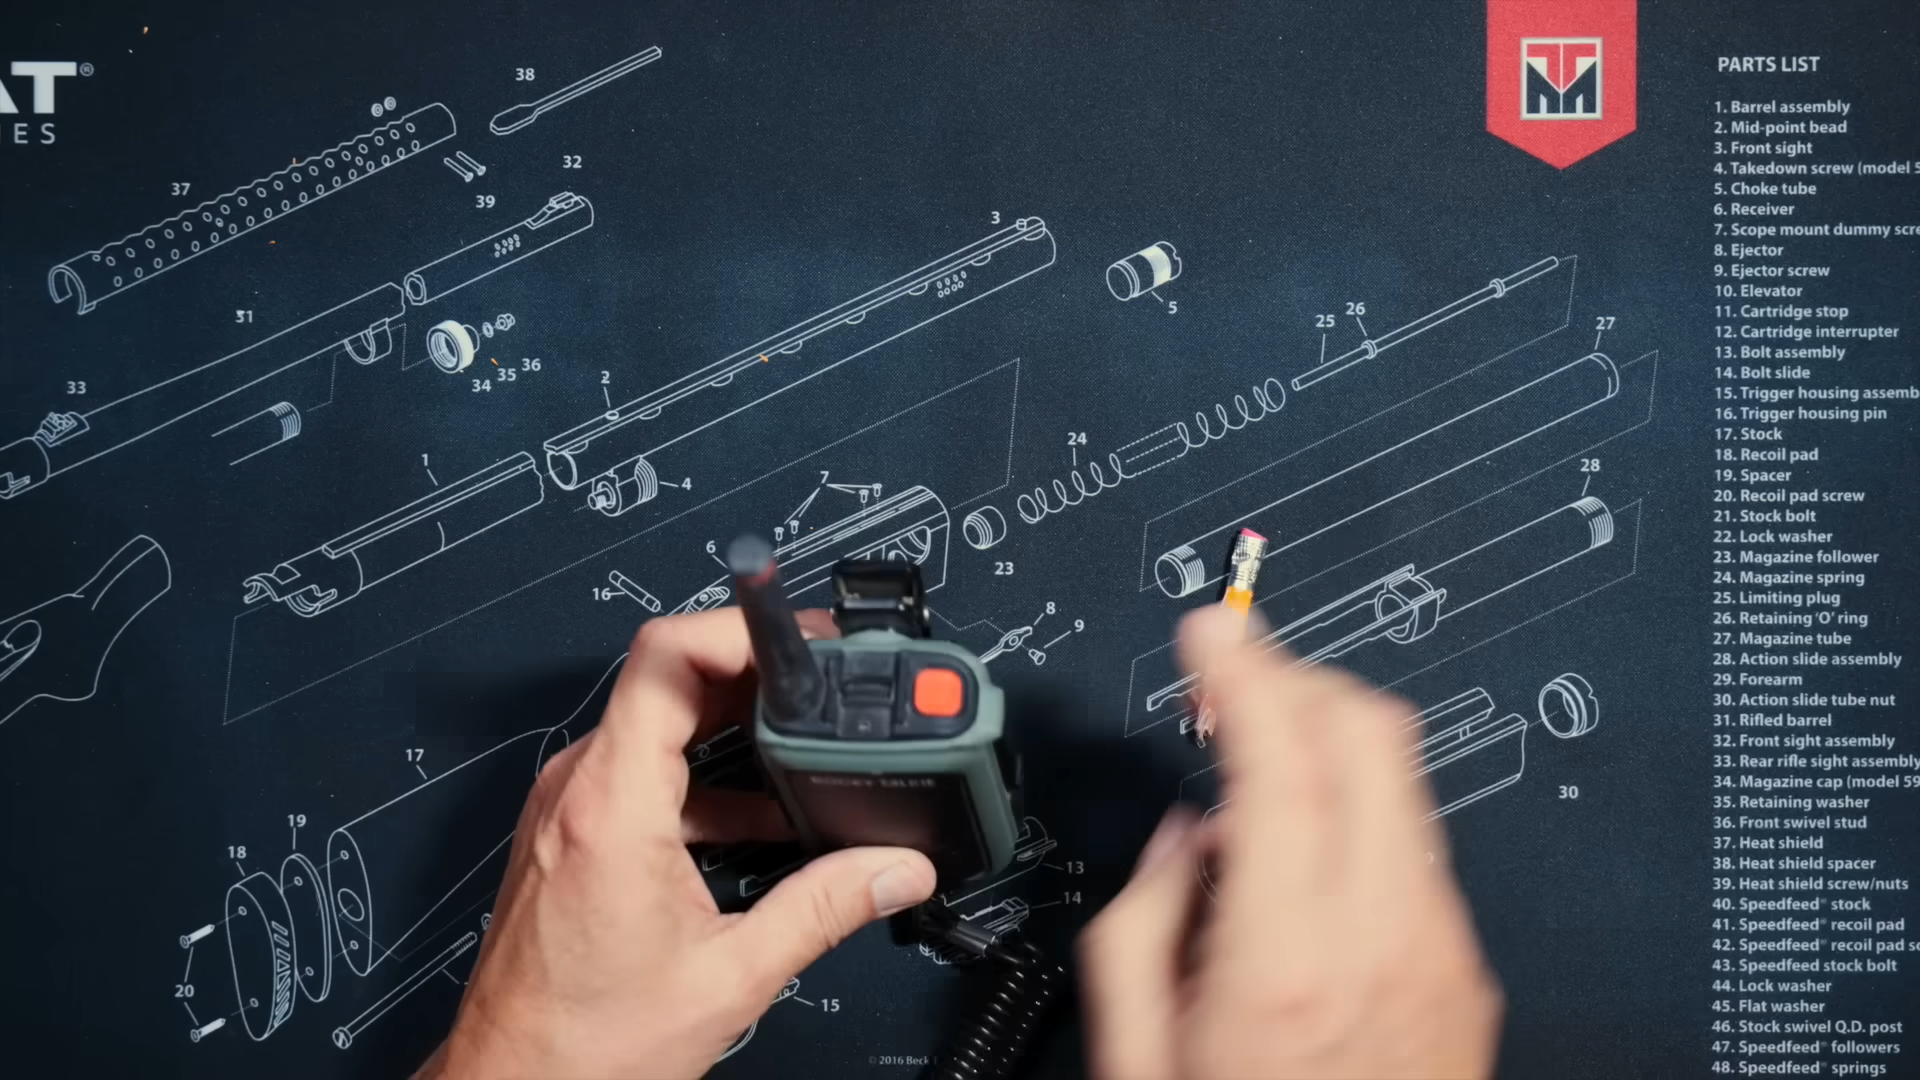 AT®
IES
38
32
37
39
3
31
5
26
25
27
36
35
34
33
2
24
28
1
7
4
6
23
16
8
9
17
30
19
18
13
14
20
15
© 2016 Beck
ROCKY TALKIE
PARTS LIST
1. Barrel assembly
2. Mid-point bead
3. Front sight
4. Takedown screw (model 5
5. Choke tube
6. Receiver
7. Scope mount dummy scre
8. Ejector
9. Ejector screw
10. Elevator
11. Cartridge stop
12. Cartridge interrupter
13. Bolt assembly
14. Bolt slide
15. Trigger housing assemb
16. Trigger housing pin
17. Stock
18. Recoil pad
19. Spacer
20. Recoil pad screw
21. Stock bolt
22. Lock washer
23. Magazine follower
24. Magazine spring
25. Limiting plug
26. Retaining 'O' ring
27. Magazine tube
28. Action slide assembly
29. Forearm
30. Action slide tube nut
31. Rifled barrel
32. Front sight assembly
33. Rear rifle sight assembly
34. Magazine cap (model 59
35. Retaining washer
36. Front swivel stud
37. Heat shield
38. Heat shield spacer
39. Heat shield screw/nuts
40. Speedfeed® stock
41. Speedfeed® recoil pad
42. Speedfeed® recoil pad sc
43. Speedfeed stock bolt
44. Lock washer
45. Flat washer
46. Stock swivel Q.D. post
47. Speedfeed® followers
48. Speedfeed® springs